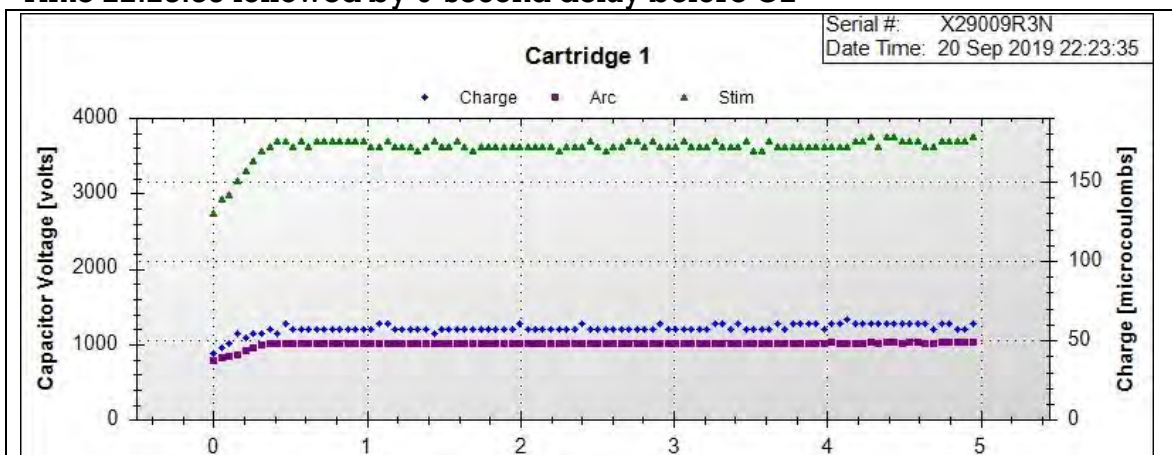 Serial #: X29009R3N
Date Time: 20 Sep 2019 22:23:35
Cartridge 1
Charge Arc Stim
4000
3000
2000
1000
0
Capacitor Voltage [volts]
150
100
50
0
Charge [microcoulombs]
0 1 2 3 4 5